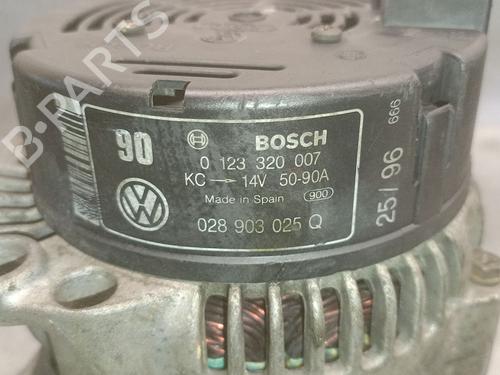 B-PARTS
90
BOSCH
0 123 320 007
KC → 14V 50-90A
Made in Spain 900
028 903 025 Q
25/96
666